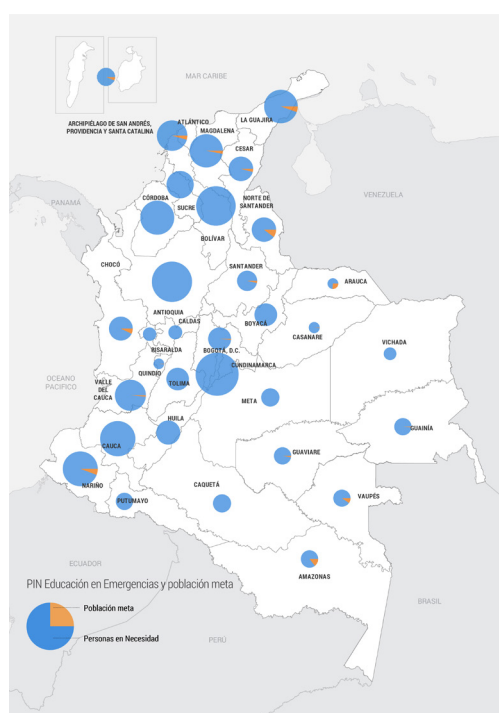 MAR CARIBE
ARCHIPIÉLAGO DE SAN ANDRÉS,
PROVIDENCIA Y SANTA CATALINA
ATLÁNTICO
LA GUAJIRA
MAGDALENA
CESAR
PANAMÁ
VENEZUELA
CÓRDOBA
SUCRE
NORTE DE
SANTANDER
BOLÍVAR
CHOCÓ
SANTANDER
ARAUCA
ANTIOQUIA
CALDAS
BOYACÁ
CASANARE
RISARALDA
BOGOTÁ, D.C.
VICHADA
OCEANO
PACIFICO
QUINDÍO
CUNDINAMARCA
VALLE
DEL
CAUCA
TOLIMA
META
HUILA
GUAINÍA
CAUCA
GUAVIARE
NARIÑO
CAQUETÁ
VAUPÉS
PUTUMAYO
ECUADOR
AMAZONAS
PIN Educación en Emergencias y población meta
BRASIL
Población meta
Personas en Necesidad
PERÚ